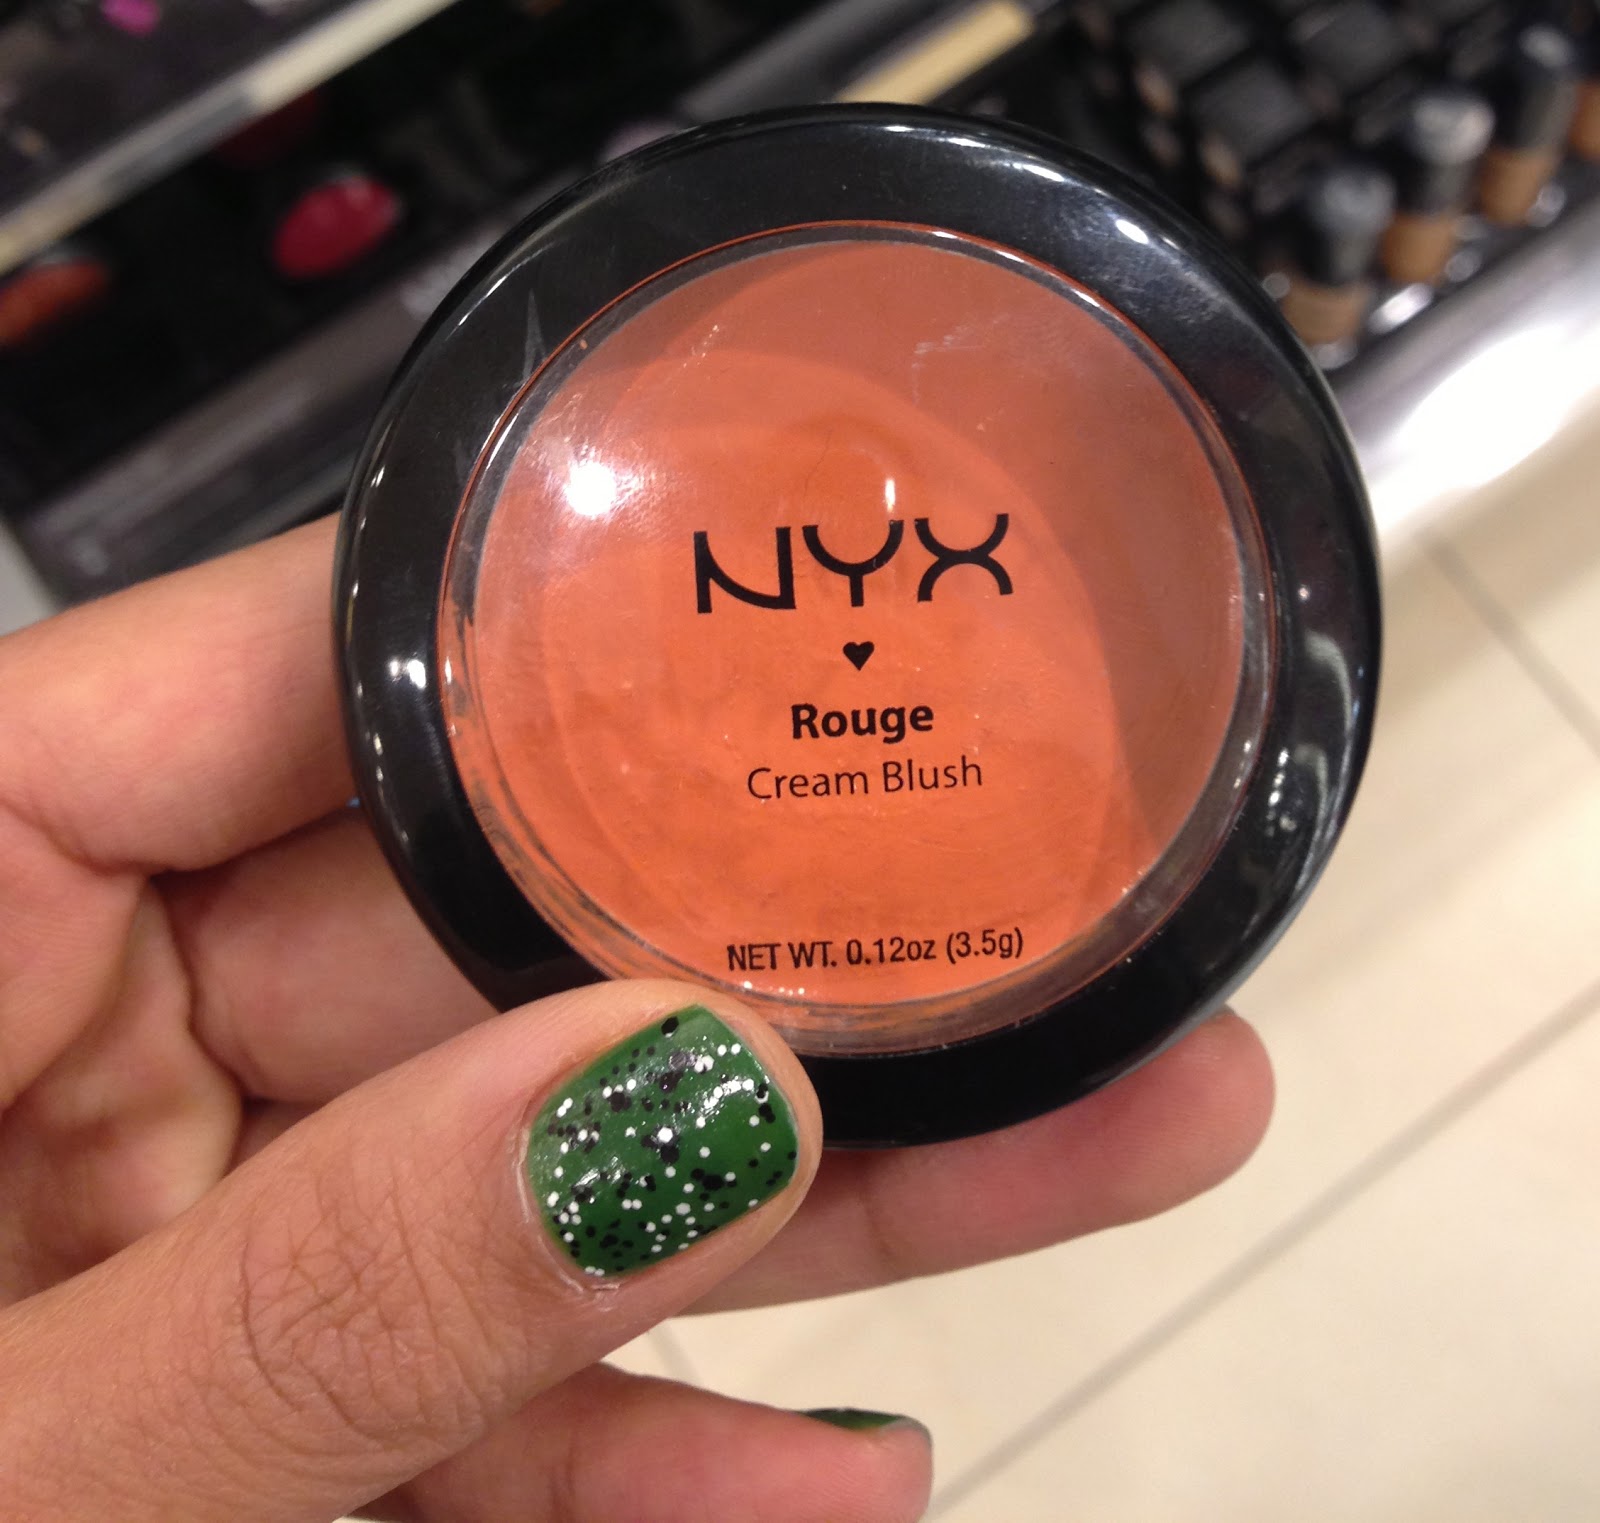 NYX
♥
Rouge
Cream Blush
NET WT. 0.12oz (3.5g)